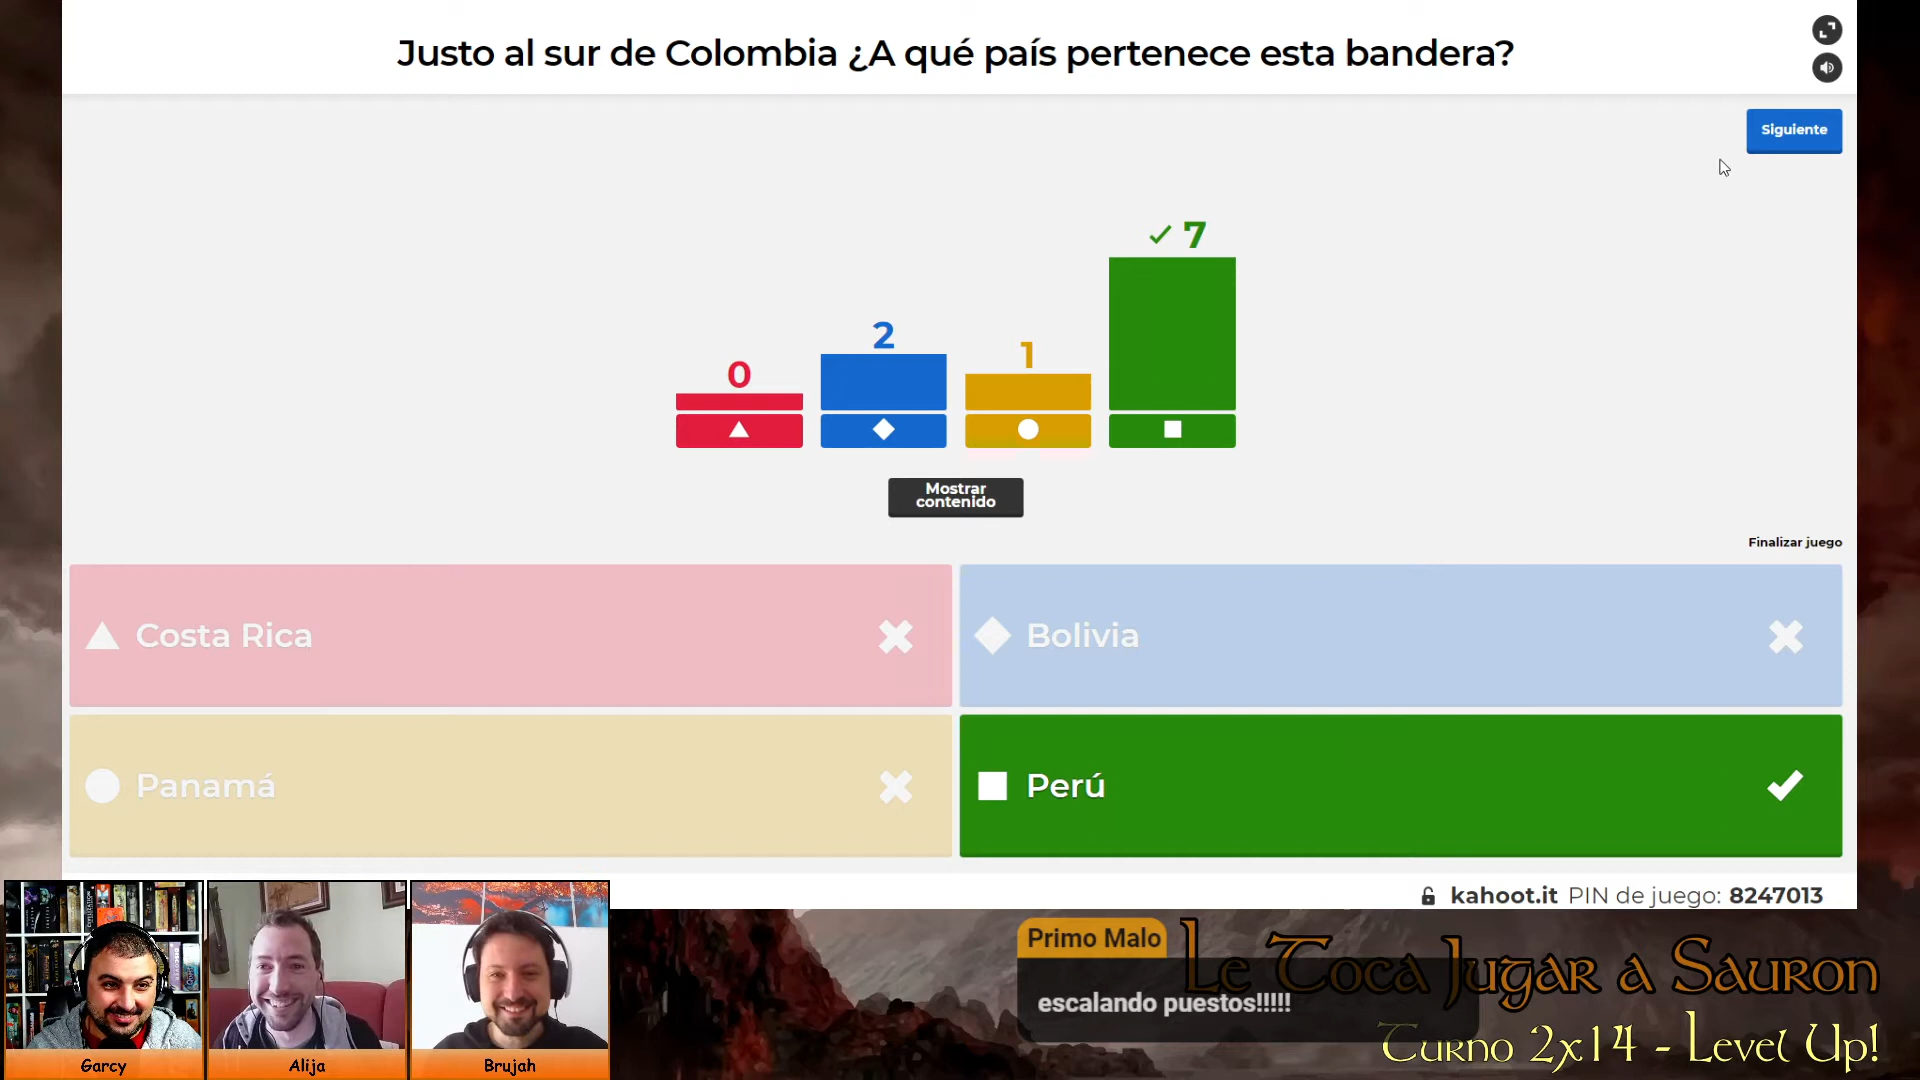 Justo al sur de Colombia ¿A qué país pertenece esta bandera?
Siguiente
0
2
1
7
Mostrar
contenido
Finalizar juego
Costa Rica
Bolivia
Panamá
Perú
kahoot.it PIN de juego: 8247013
Primo Malo
escalando puestos!!!!!
Le Toca Jugar a Sauron
Turno 2x14 - Level Up!
Garcy
Alija
Brujah